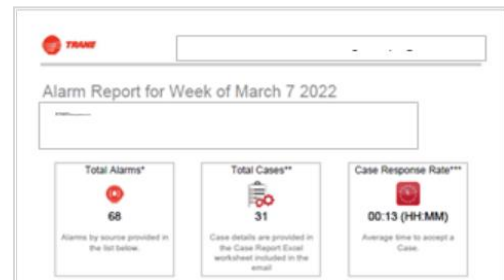 TRANE
Alarm Report for Week of March 7 2022
Total Alarms*
68
Alarms by source provided in
the list below.
Total Cases**
31
Case details are provided in
the Case Report Excel
worksheet included in the
email
Case Response Rate***
00:13 (HH:MM)
Average time to accept a
Case.